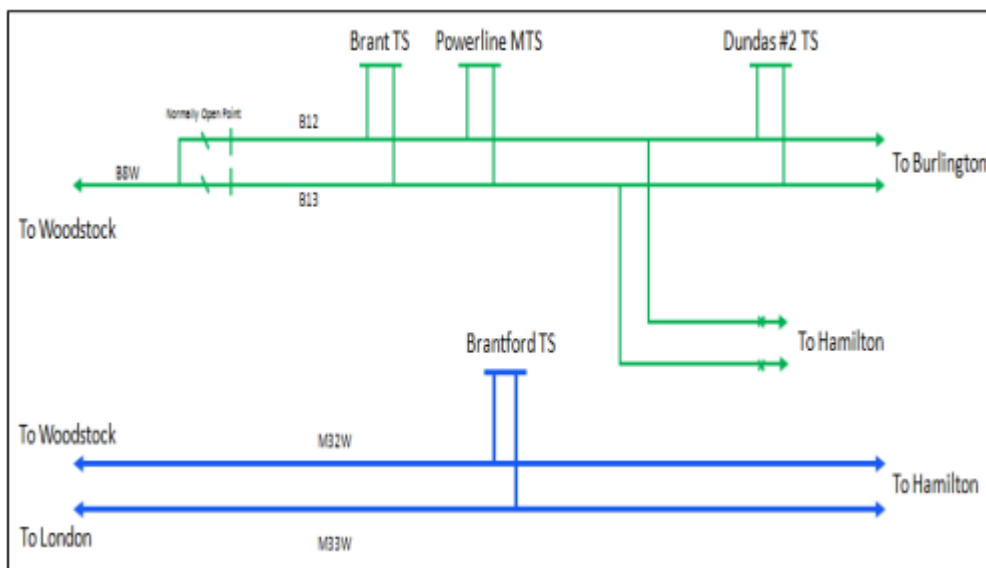 Brant TS
Powerline MTS
Dundas #2 TS
Normally Open Point
B12
To Burlington
B8W
B13
To Woodstock
To Hamilton
Brantford TS
To Woodstock
M32W
To Hamilton
To London
M33W